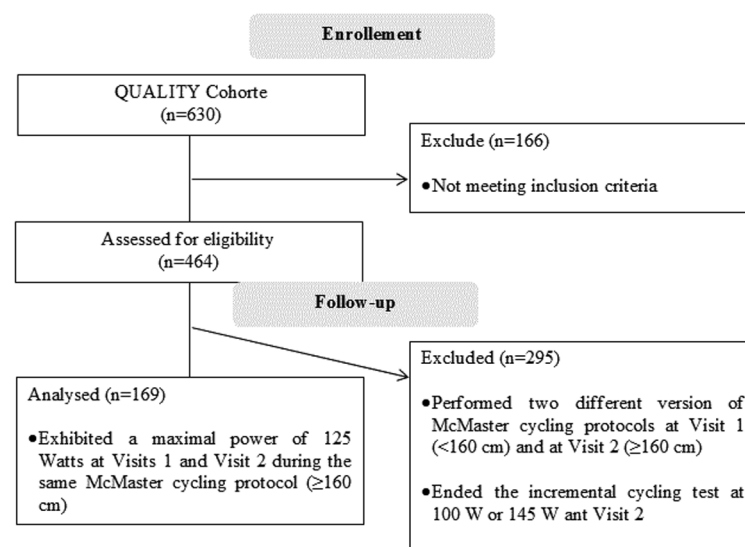 Enrollement
QUALITY Cohorte
(n=630)
Exclude (n=166)
●Not meeting inclusion criteria
Assessed for eligibility
(n=464)
Follow-up
Excluded (n=295)
●Performed two different version of
McMaster cycling protocols at Visit 1
(<160 cm) and at Visit 2 (≥160 cm)
●Ended the incremental cycling test at
100 W or 145 W ant Visit 2
Analysed (n=169)
●Exhibited a maximal power of 125
Watts at Visits 1 and Visit 2 during the
same McMaster cycling protocol (≥160
cm)